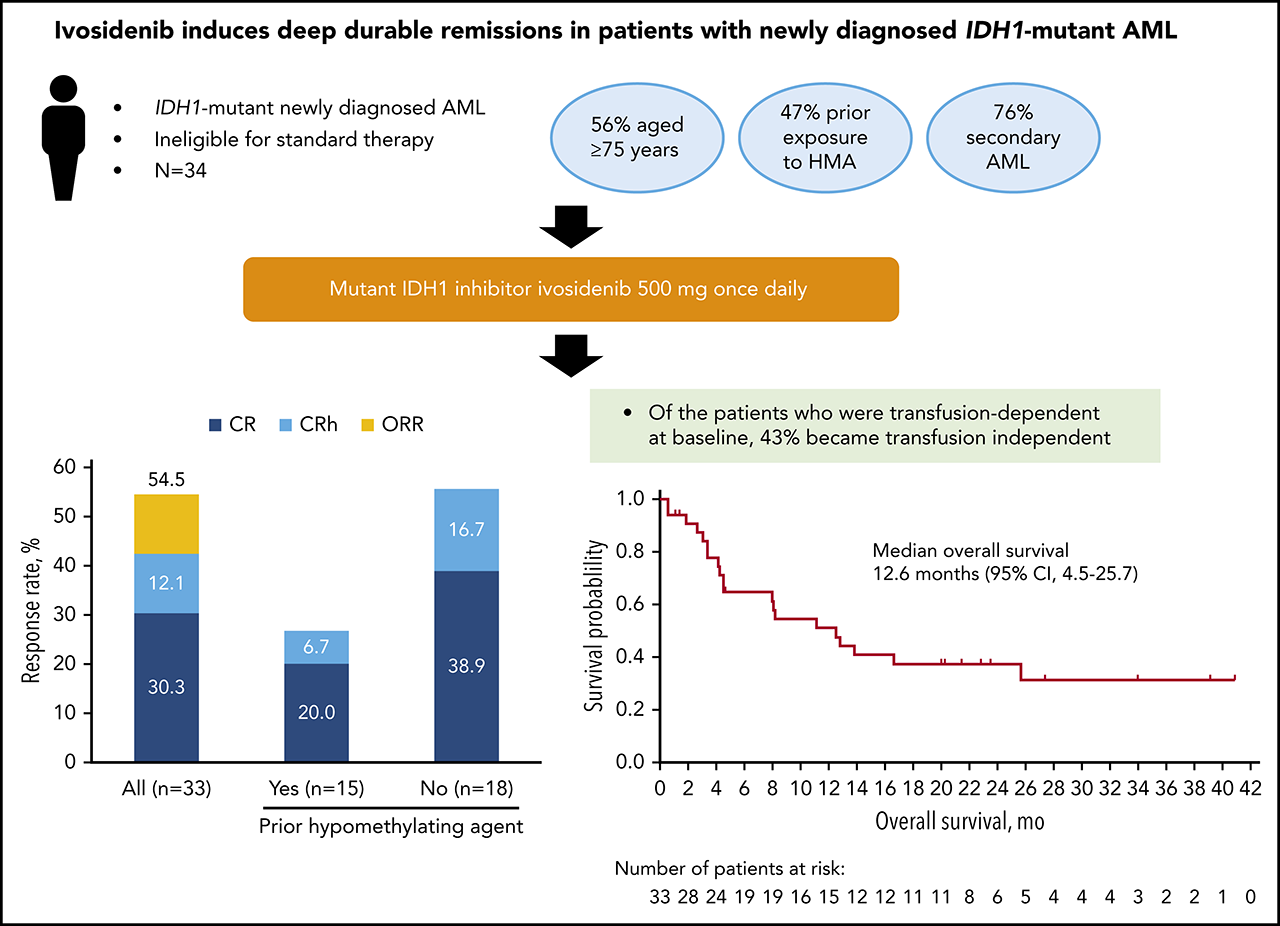 Ivosidenib induces deep durable remissions in patients with newly diagnosed IDH1-mutant AML
• IDH1-mutant newly diagnosed AML
• Ineligible for standard therapy
• N=34
56% aged
≥75 years
47% prior
exposure
to HMA
76%
secondary
AML
Mutant IDH1 inhibitor ivosidenib 500 mg once daily
CR CRh ORR
Response rate, %
60
50
40
30
20
10
0
54.5
12.1
30.3
6.7
20.0
16.7
38.9
All (n=33) Yes (n=15) No (n=18)
Prior hypomethylating agent
• Of the patients who were transfusion-dependent
at baseline, 43% became transfusion independent
Survival probablility
1.0
0.8
0.6
0.4
0.2
0.0
Median overall survival
12.6 months (95% CI, 4.5-25.7)
0 2 4 6 8 10 12 14 16 18 20 22 24 26 28 30 32 34 36 38 40 42
Overall survival, mo
Number of patients at risk:
33 28 24 19 19 16 15 12 12 11 11 8 6 5 4 4 4 3 2 2 1 0